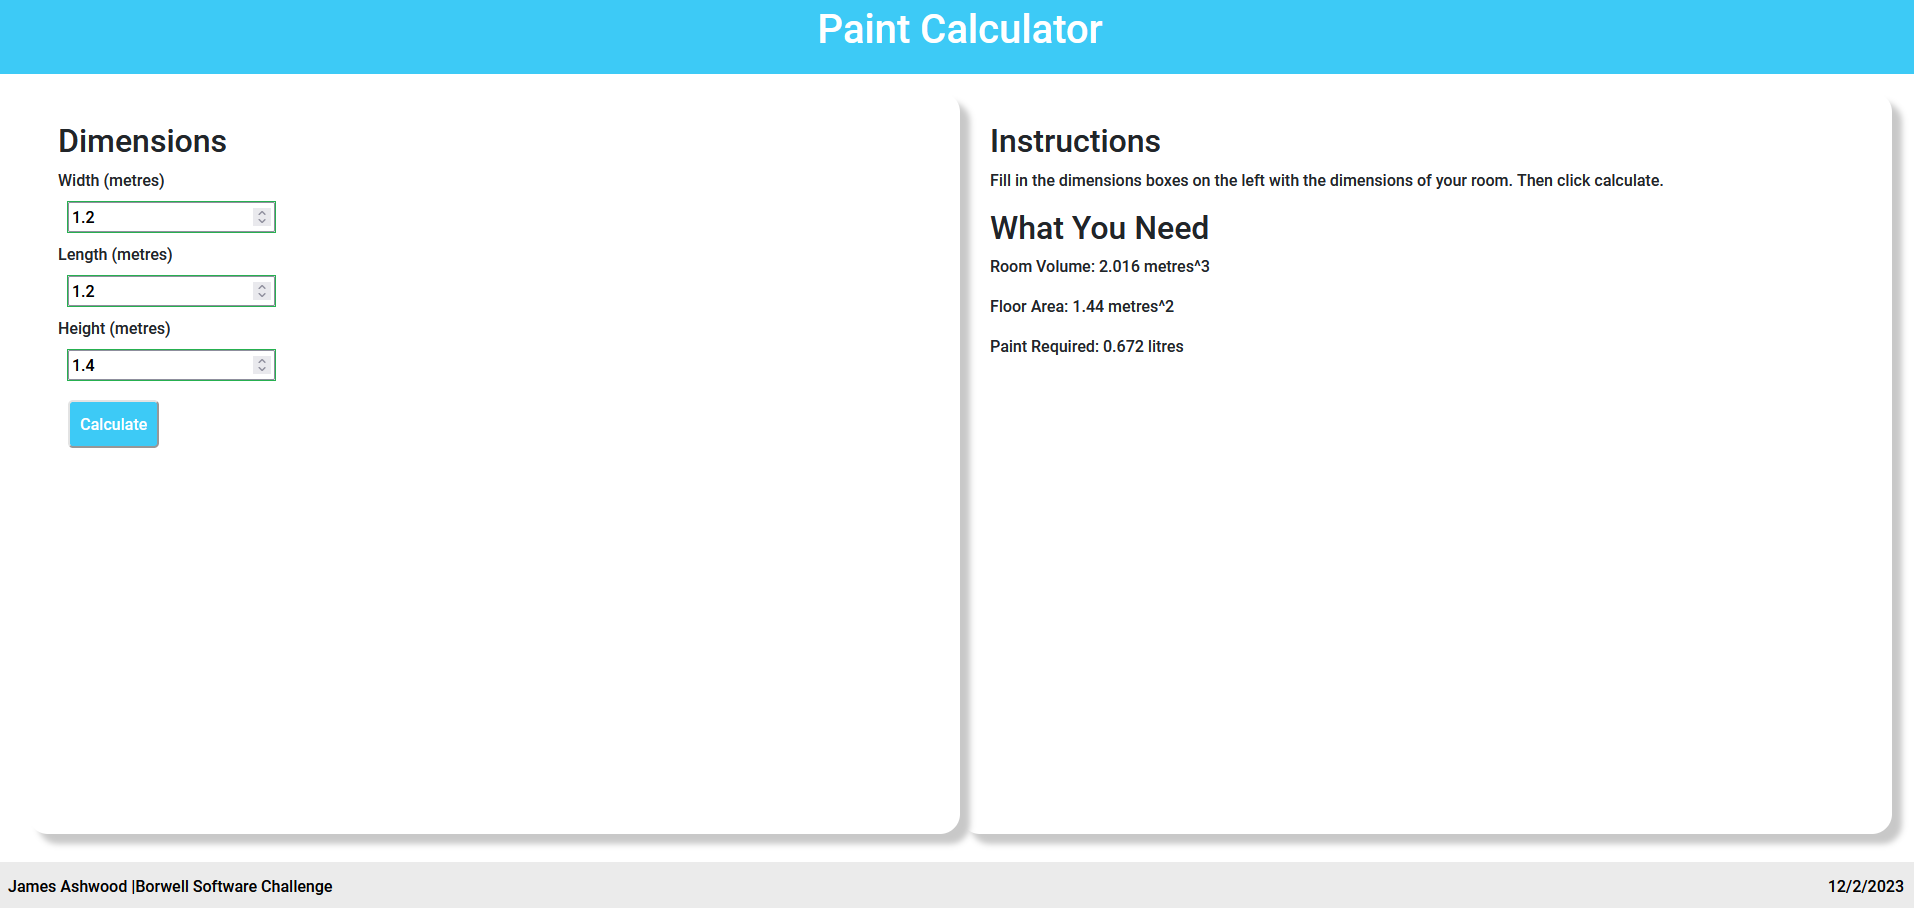 Paint Calculator
Dimensions
Width (metres)
1.2
Length (metres)
1.2
Height (metres)
1.4
Calculate
Instructions
Fill in the dimensions boxes on the left with the dimensions of your room. Then click calculate.
What You Need
Room Volume: 2.016 metres^3
Floor Area: 1.44 metres^2
Paint Required: 0.672 litres
James Ashwood |Borwell Software Challenge
12/2/2023